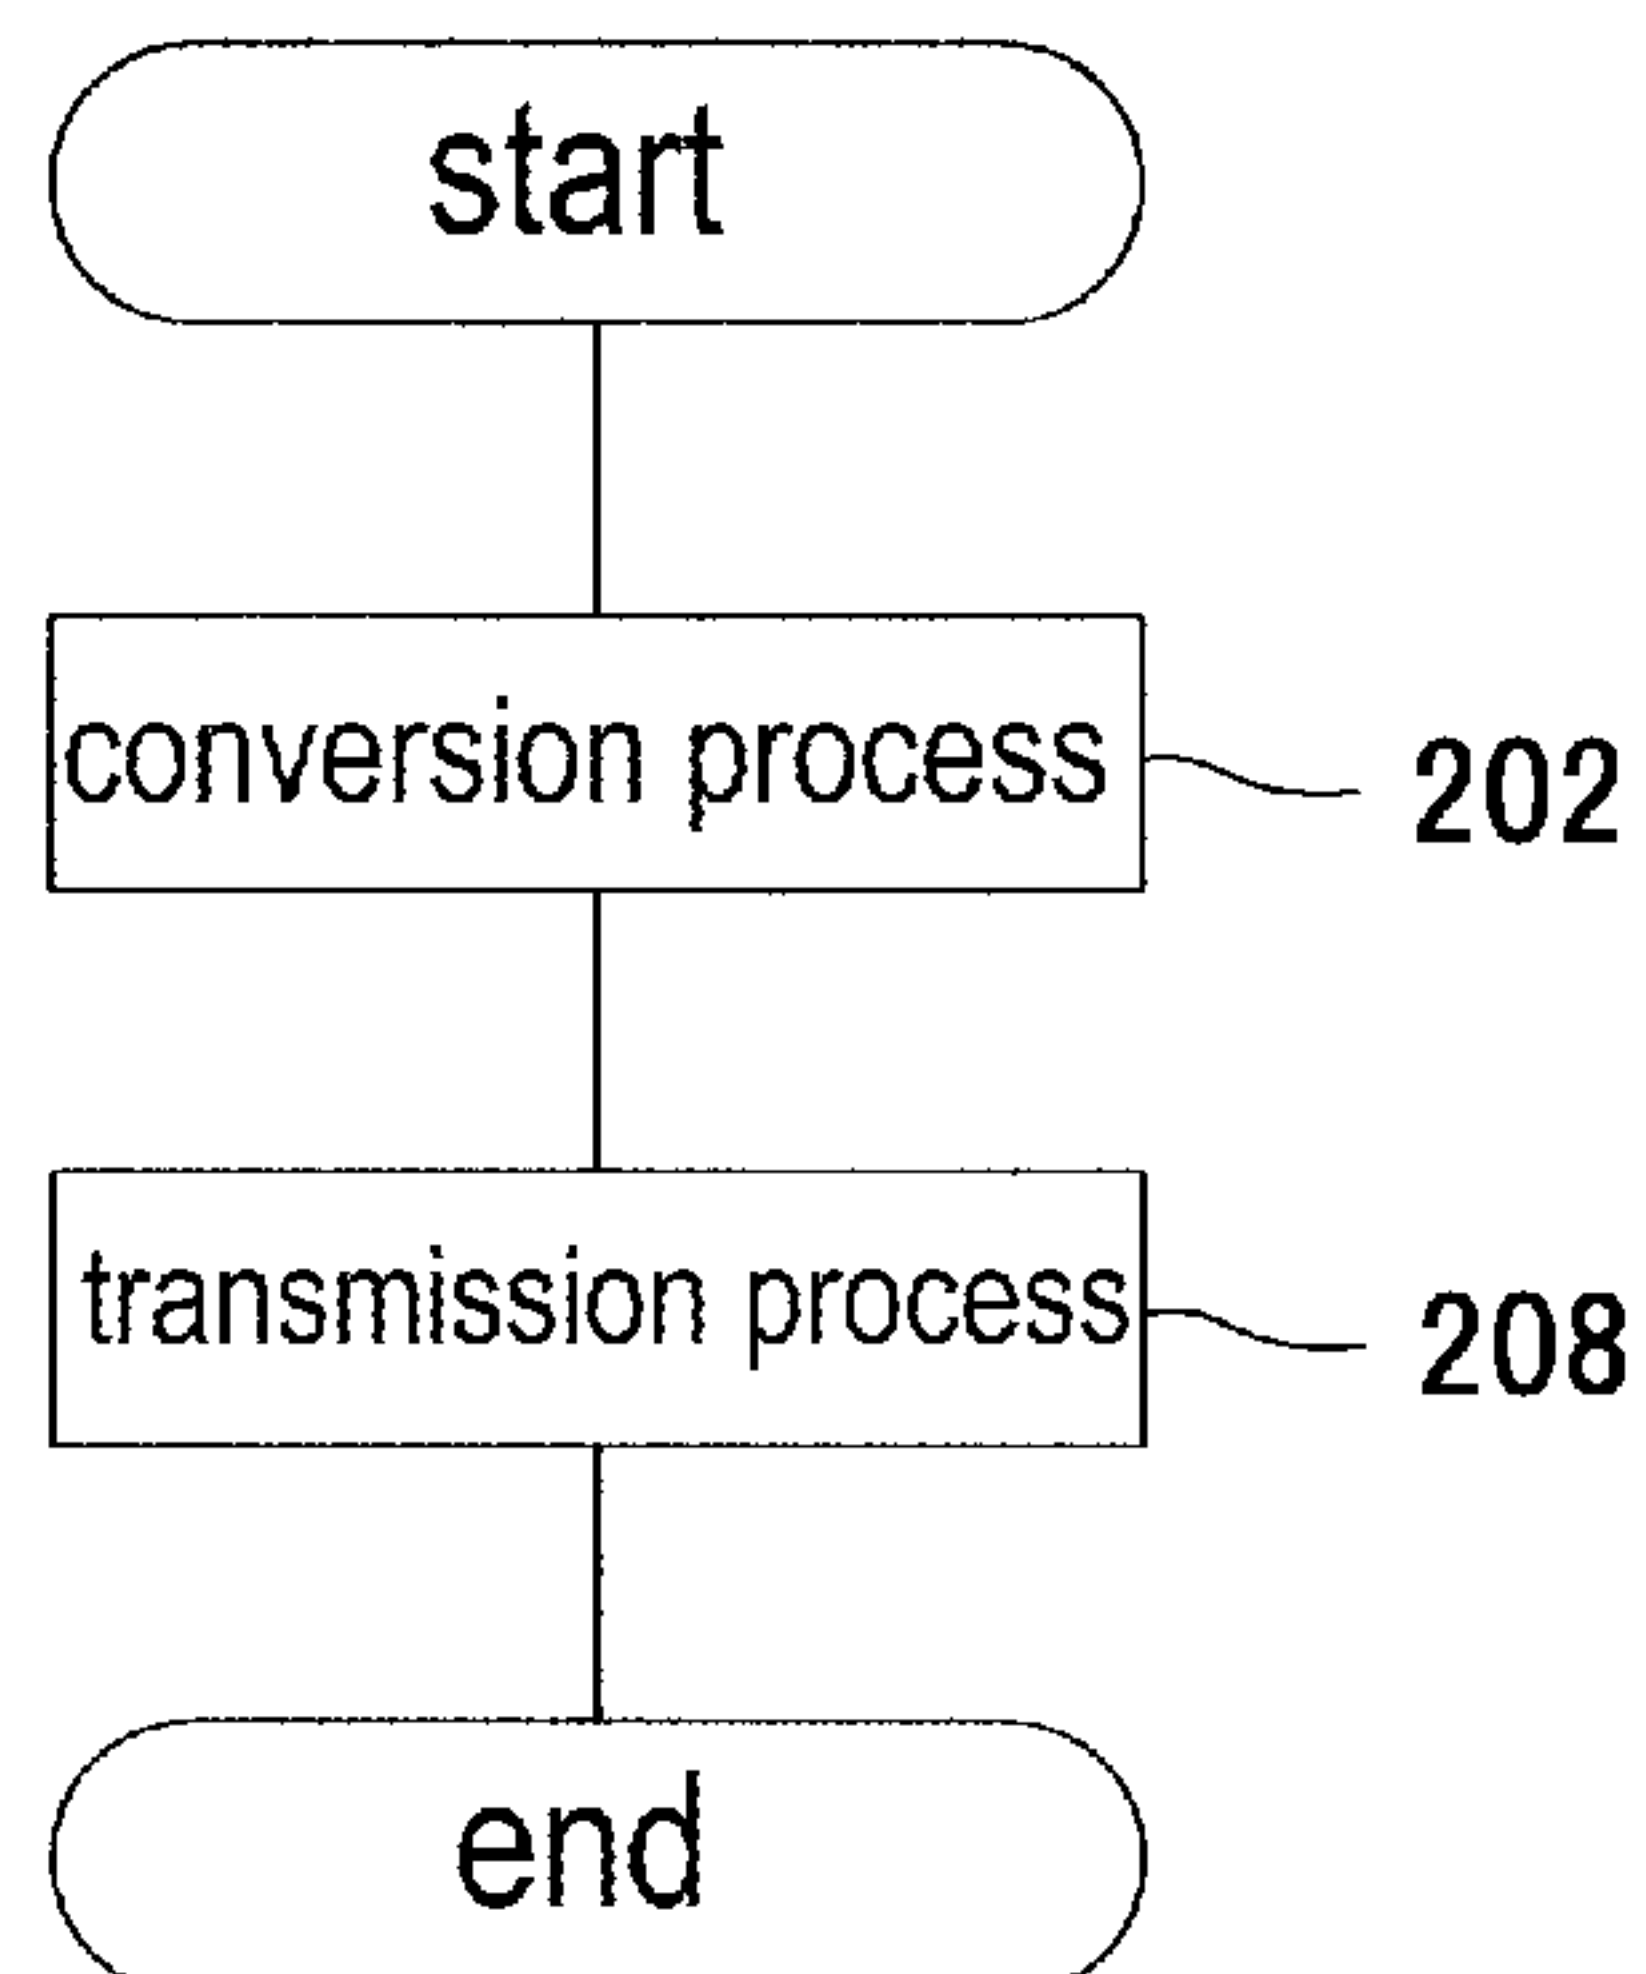 start
conversion process
202
transmission process
208
end